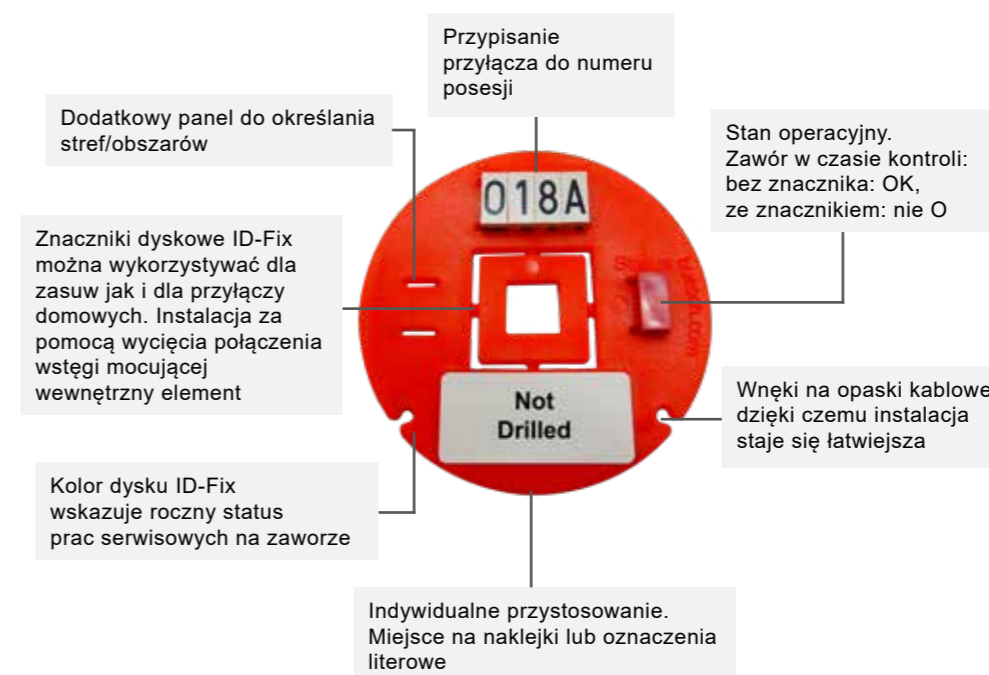 Przypisanie
przyłącza do numeru
posesji
Dodatkowy panel do określania
stref/obszarów
Stan operacyjny.
Zawór w czasie kontroli:
bez znacznika: OK,
ze znacznikiem: nie O
018A
Znaczniki dyskowe ID-Fix
można wykorzystywać dla
zasuw jak i dla przyłączy
domowych. Instalacja za
pomocą wycięcia połączenia
wstęgi mocującej
wewnętrzny element
Not
Drilled
Wnęki na opaski kablowe
dzięki czemu instalacja
staje się łatwiejsza
Kolor dysku ID-Fix
wskazuje roczny status
prac serwisowych na zaworze
Indywidualne przystosowanie.
Miejsce na naklejki lub oznaczenia
literowe